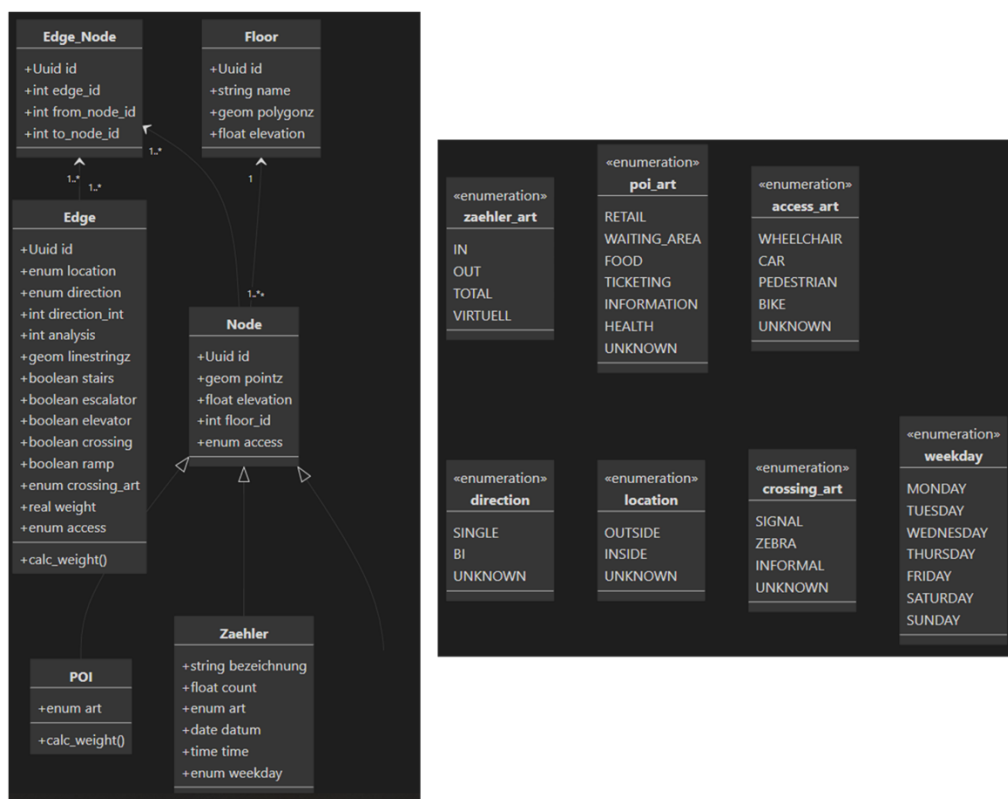 Edge_Node
+Uuid id
+int edge_id
+int from_node_id
+int to_node_id
Floor
+Uuid id
+string name
+geom polygonz
+float elevation
1..*
1..*
1..*
1
Edge
+Uuid id
+enum location
+enum direction
+int direction_int
+int analysis
+geom linestringz
+boolean stairs
+boolean escalator
+boolean elevator
+boolean crossing
+boolean ramp
+enum crossing_art
+real weight
+enum access
+calc_weight()
1..**
Node
+Uuid id
+geom pointz
+float elevation
+int floor_id
+enum access
POI
+enum art
+calc_weight()
Zaehler
+string bezeichnung
+float count
+enum art
+date datum
+time time
+enum weekday
«enumeration»
zaehler_art
IN
OUT
TOTAL
VIRTUELL
«enumeration»
poi_art
RETAIL
WAITING_AREA
FOOD
TICKETING
INFORMATION
HEALTH
UNKNOWN
«enumeration»
access_art
WHEELCHAIR
CAR
PEDESTRIAN
BIKE
UNKNOWN
«enumeration»
direction
SINGLE
BI
UNKNOWN
«enumeration»
location
OUTSIDE
INSIDE
UNKNOWN
«enumeration»
crossing_art
SIGNAL
ZEBRA
INFORMAL
UNKNOWN
«enumeration»
weekday
MONDAY
TUESDAY
WEDNESDAY
THURSDAY
FRIDAY
SATURDAY
SUNDAY